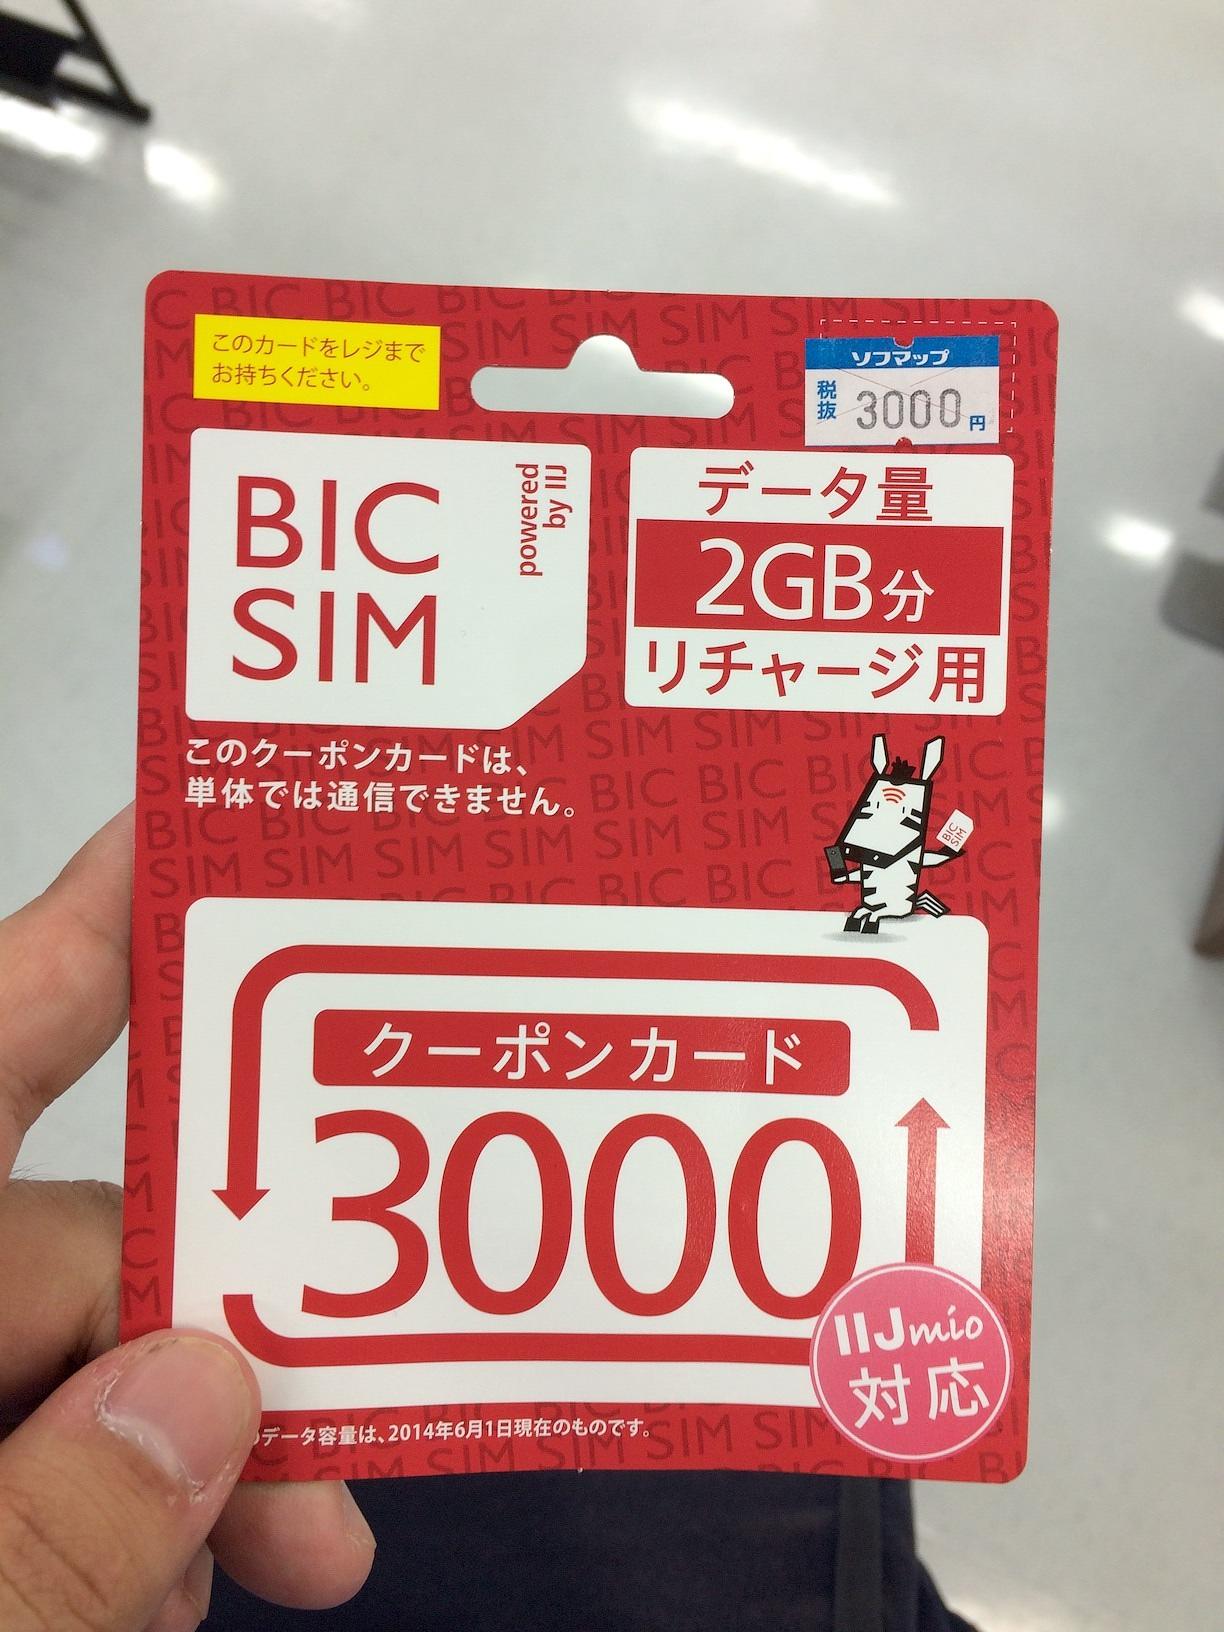 このカードをレジまで
お持ちください。
ソフマップ
税抜 3000円
BIC
SIM
powered
by IIJ
データ量
2GB分
リチャージ用
このクーポンカードは、
単体では通信できません。
BIC
SIM
クーポンカード
3000
IIJmio
対応
データ容量は、2014年6月1日現在のものです。